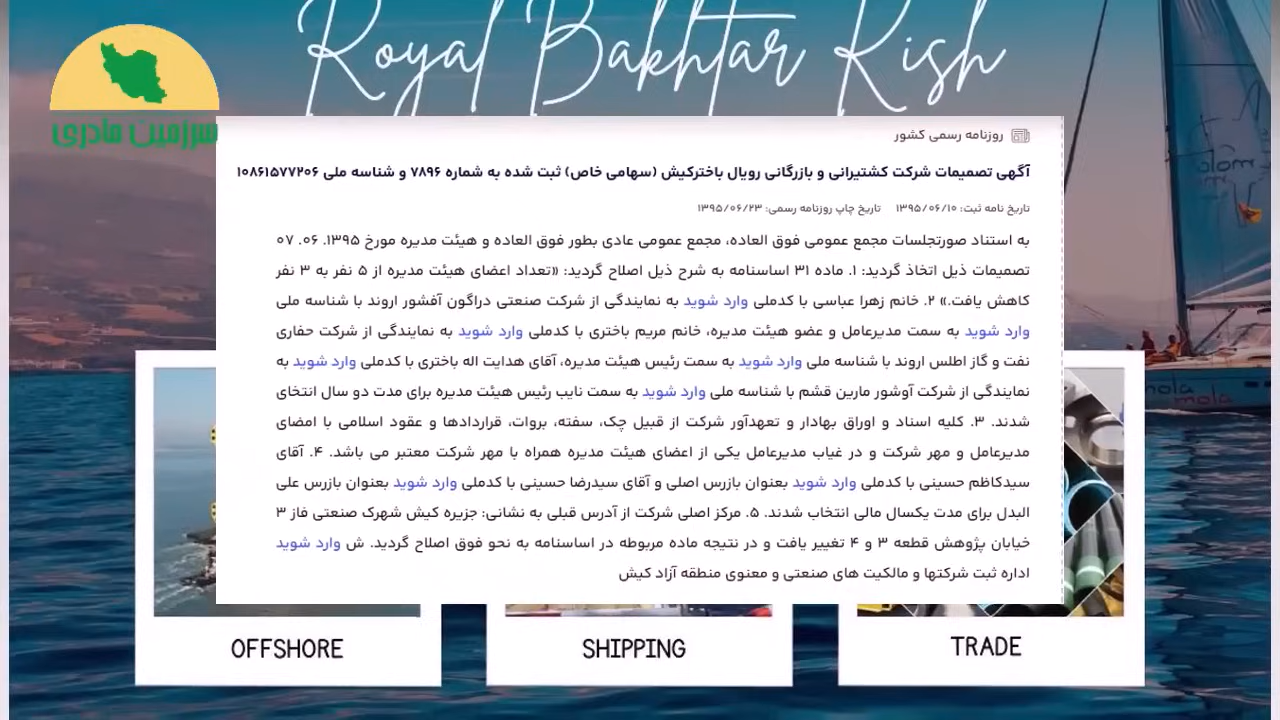 Royal Bakhtar Kish
سرزمین مادری
روزنامه رسمی کشور
آگهی تصمیمات شرکت کشتیرانی و بازرگانی رویال باخترکیش (سهامی خاص) ثبت شده به شماره ۷۸۹۶ و شناسه ملی ۱۰۸۶۱۵۷۷۲۰۶
تاریخ نامه ثبت: ۱۳۹۵/۰۶/۱۰ تاریخ چاپ روزنامه رسمی: ۱۳۹۵/۰۶/۲۳
به استناد صورتجلسات مجمع عمومی فوق العاده، مجمع عمومی عادی بطور فوق العاده و هیئت مدیره مورخ ۱۳۹۵. ۰۶. ۰۷
تصمیمات ذیل اتخاذ گردید: ۱. ماده ۳۱ اساسنامه به شرح ذیل اصلاح گردید: «تعداد اعضای هیئت مدیره از ۵ نفر به ۳ نفر
کاهش یافت.» ۲. خانم زهرا عباسی با کدملی وارد شوید به نمایندگی از شرکت صنعتی دراگون آفشور اروند با شناسه ملی
وارد شوید به سمت مدیرعامل و عضو هیئت مدیره، خانم مریم باختری با کدملی وارد شوید به نمایندگی از شرکت حفاری
نفت و گاز اطلس اروند با شناسه ملی وارد شوید به سمت رئیس هیئت مدیره، آقای هدایت اله باختری با کدملی وارد شوید به
نمایندگی از شرکت آوشور مارین قشم با شناسه ملی وارد شوید به سمت نایب رئیس هیئت مدیره برای مدت دو سال انتخای
شدند. ۳. کلیه اسناد و اوراق بهادار و تعهدآور شرکت از قبیل چک، سفته، بروات، قراردادها و عقود اسلامی با امضای
مدیرعامل و مهر شرکت و در غیاب مدیرعامل یکی از اعضای هیئت مدیره همراه با مهر شرکت معتبر می باشد. ۴. آقای
سیدکاظم حسینی با کدملی وارد شوید بعنوان بازرس اصلی و آقای سیدرضا حسینی با کدملی وارد شوید بعنوان بازرس علی
البدل برای مدت یکسال مالی انتخاب شدند. ۵. مرکز اصلی شرکت از آدرس قبلی به نشانی: جزیره کیش شهرک صنعتی فاز ۳
خیابان پژوهش قطعه ۳ و ۴ تغییر یافت و در نتیجه ماده مربوطه در اساسنامه به نحو فوق اصلاح گردید. ش وارد شوید
اداره ثبت شرکتها و مالکیت های صنعتی و معنوی منطقه آزاد کیش
mola
mola
OFFSHORE
SHIPPING
TRADE